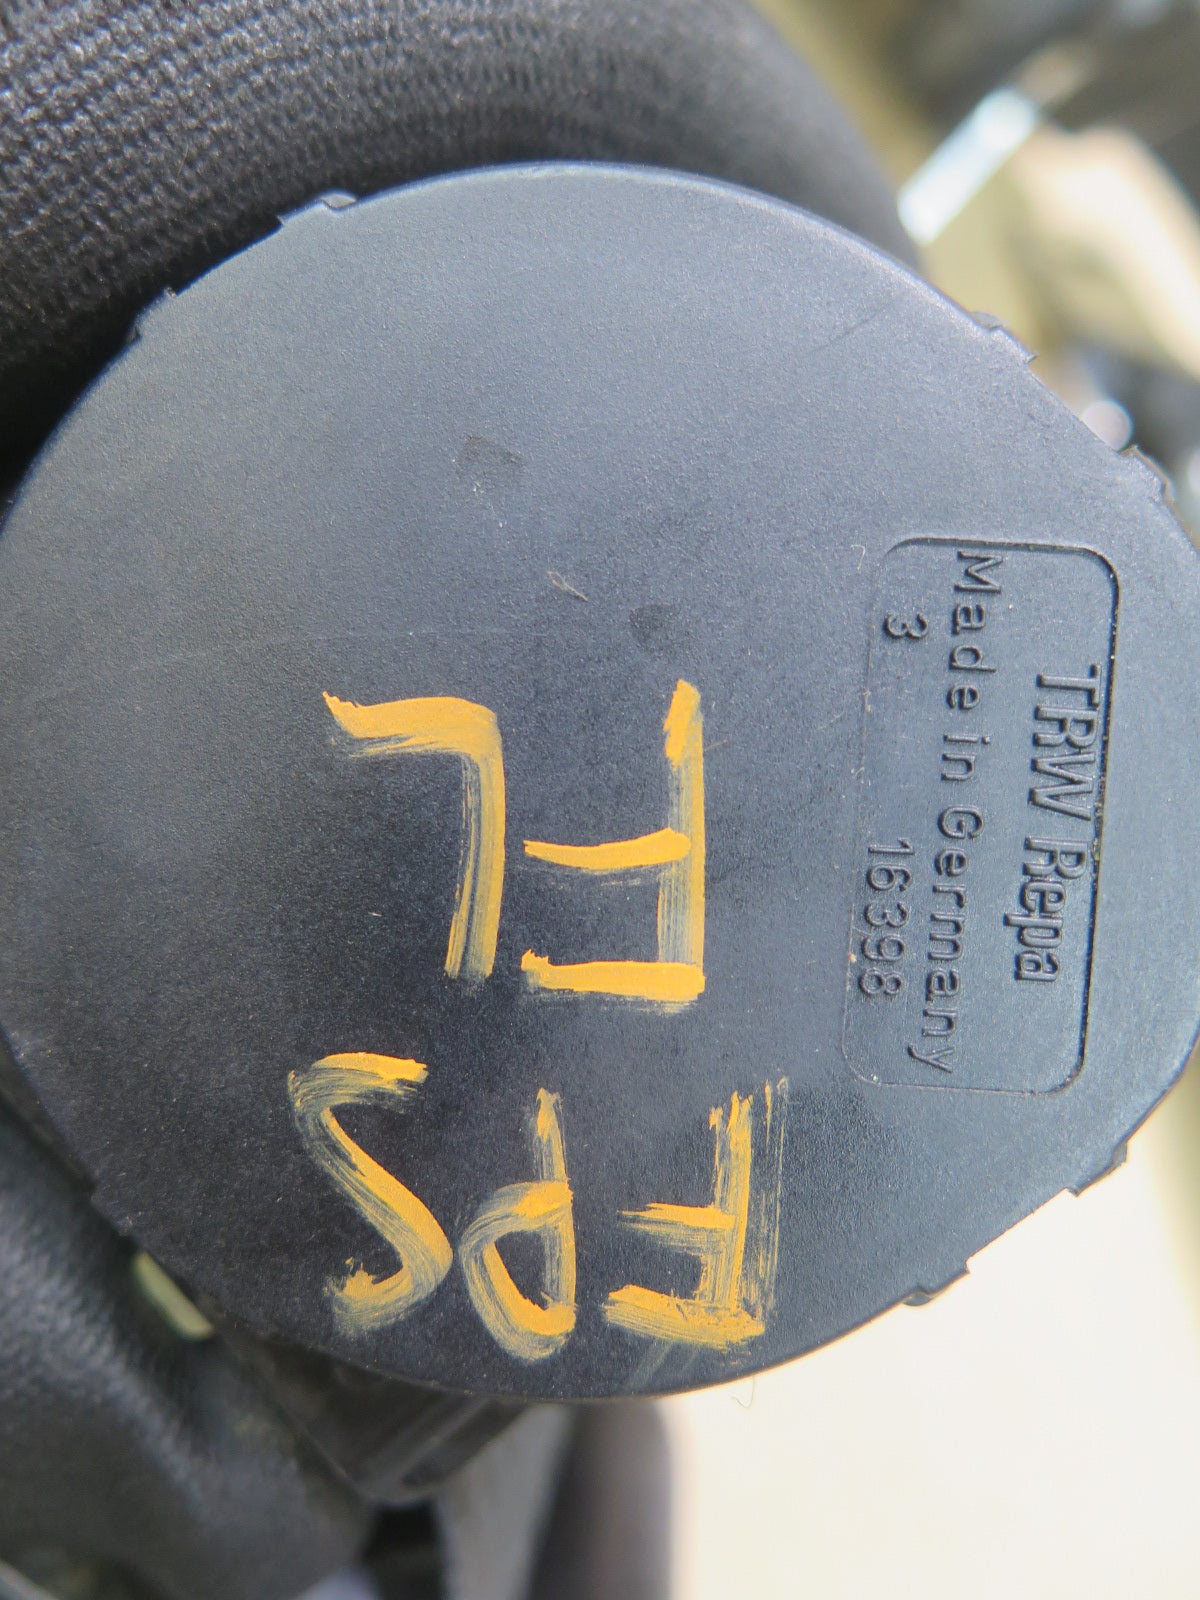 TRW Repa
Made in Germany
3 16398
FPS
FL